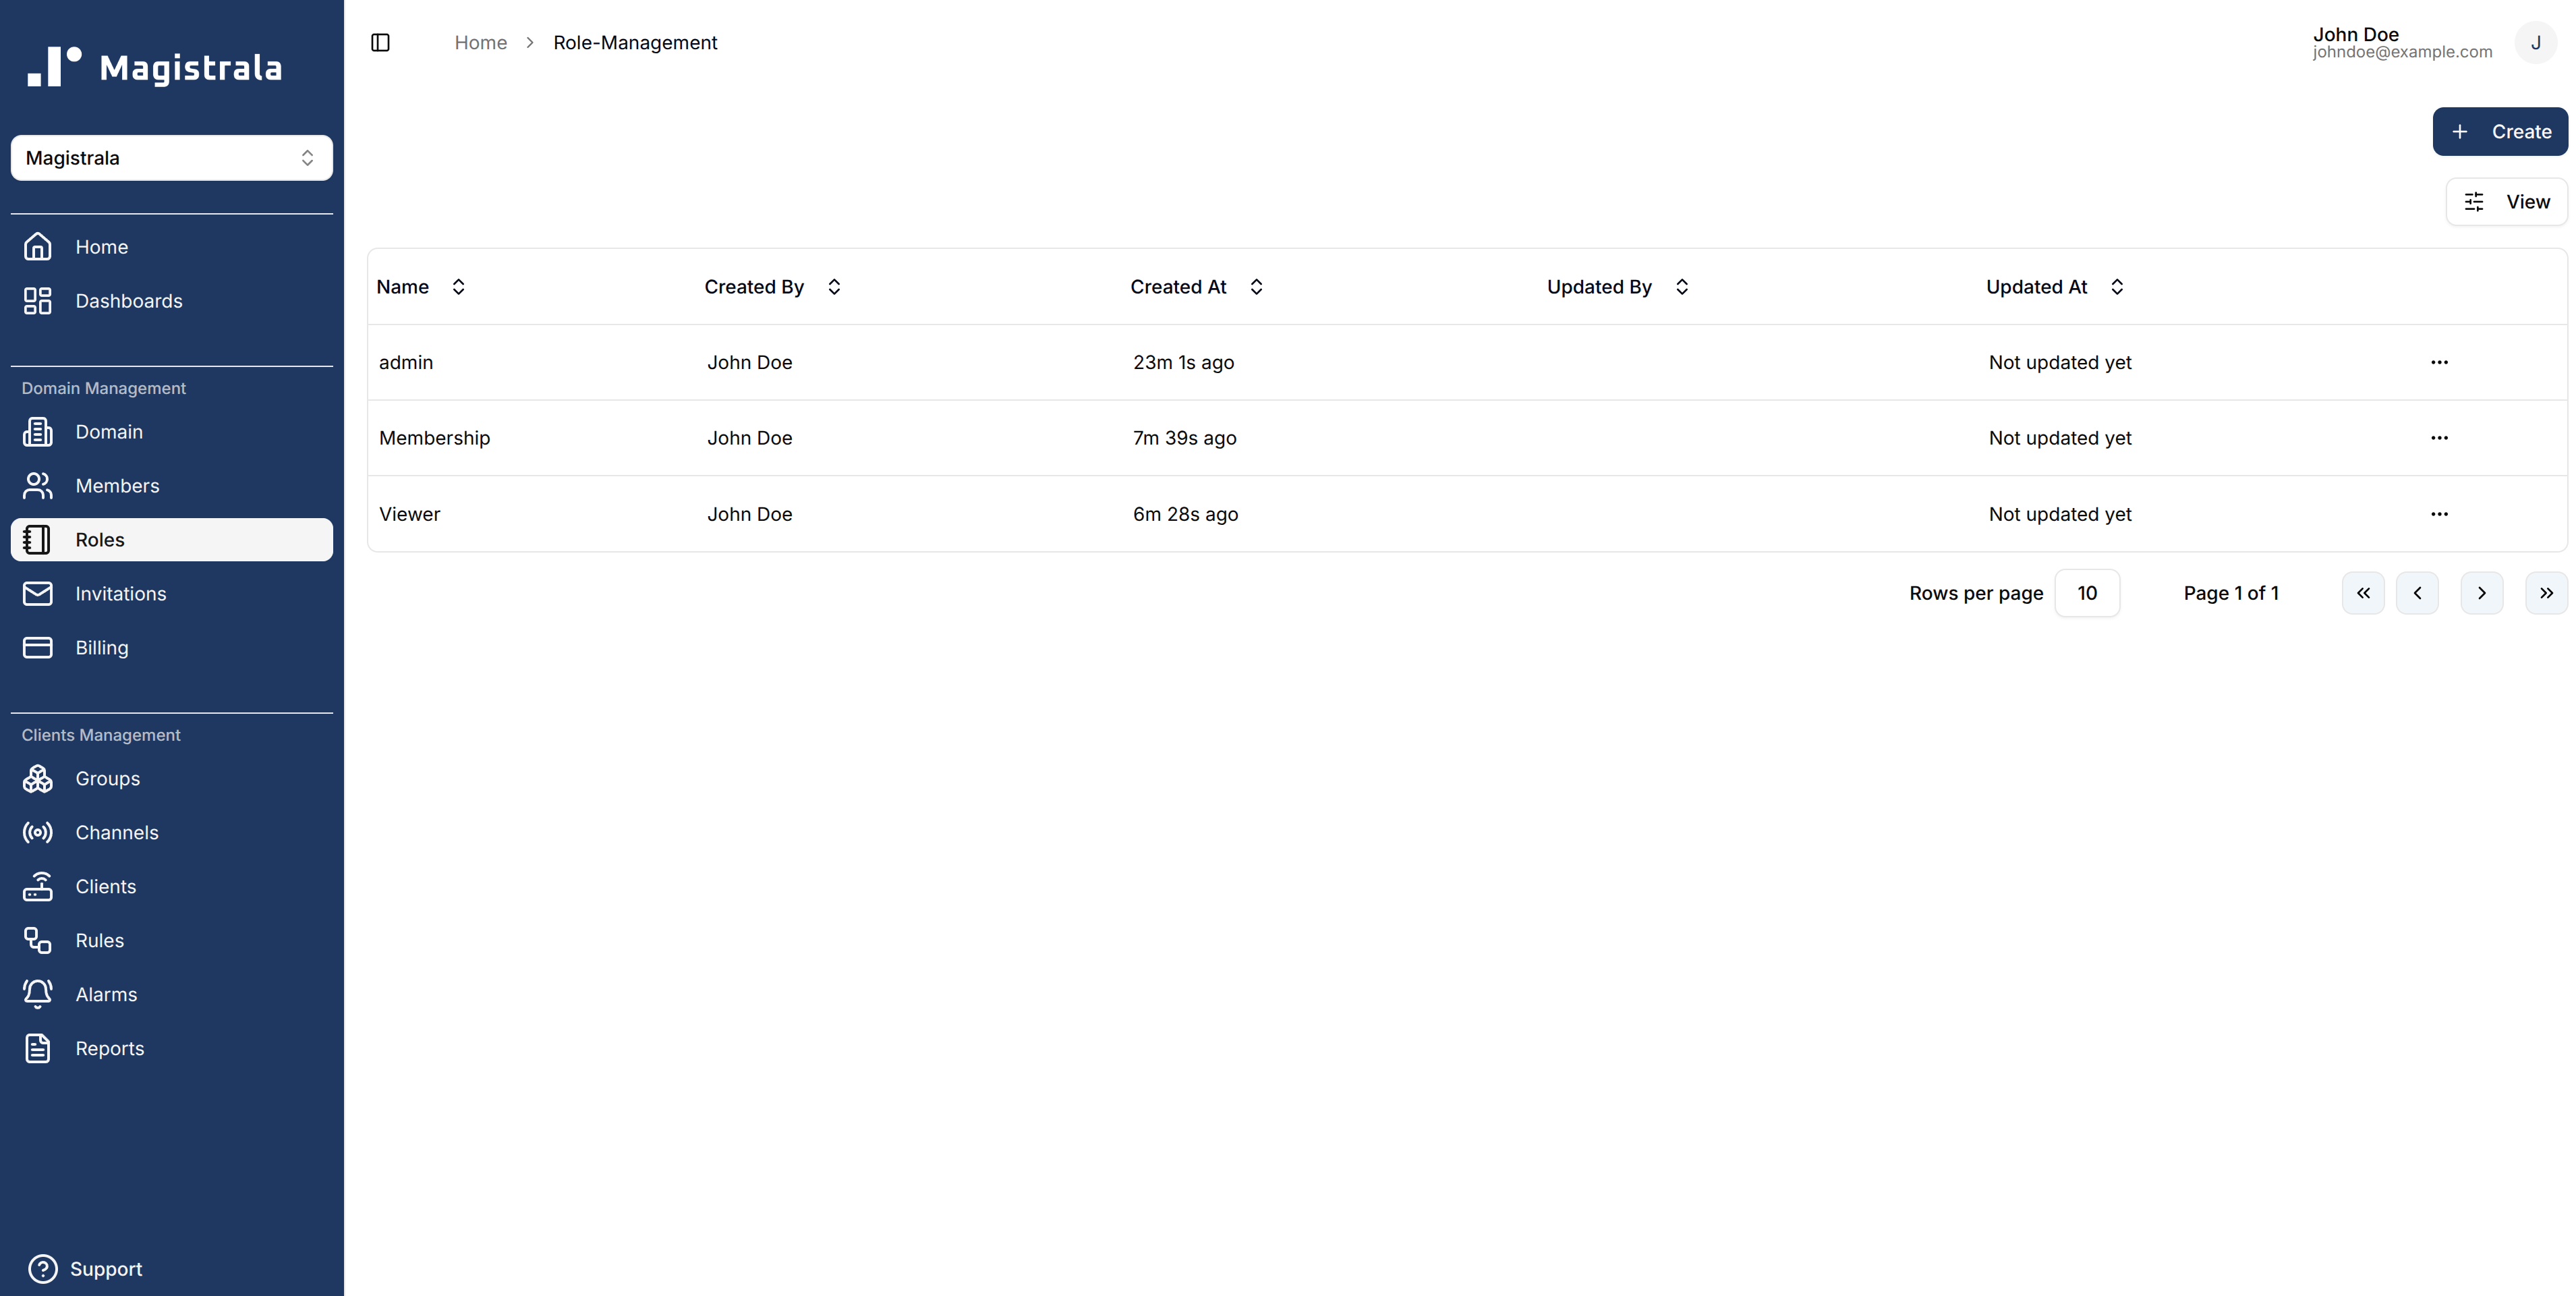 Magistrala
Magistrala
Home
Dashboards
Domain Management
Domain
Members
Roles
Invitations
Billing
Clients Management
Groups
Channels
Clients
Rules
Alarms
Reports
Support
Home > Role-Management
John Doe
johndoe@example.com
J
+ Create
View
Name Created By Created At Updated By Updated At
admin John Doe 23m 1s ago Not updated yet ...
Membership John Doe 7m 39s ago Not updated yet ...
Viewer John Doe 6m 28s ago Not updated yet ...
Rows per page 10 Page 1 of 1